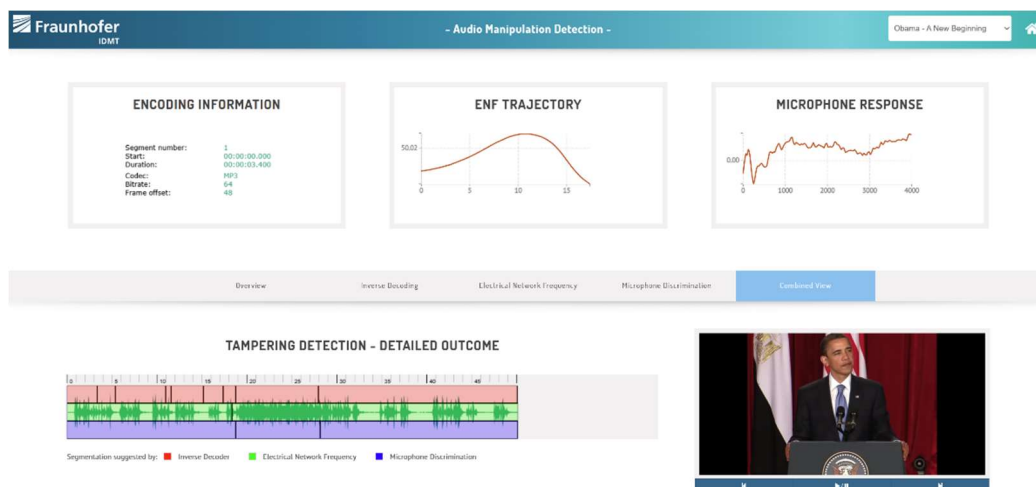 Fraunhofer
IDMT
- Audio Manipulation Detection -
Obama - A New Beginning
ENCODING INFORMATION
Segment number: 1
Start: 00:00:00.000
Duration: 00:00:03.400
Codec: MP3
Bitrate: 64
Frame offset: 48
ENF TRAJECTORY
50.02
0 5 10 15
MICROPHONE RESPONSE
0.00
0 1000 2000 3000 4000
Overview Inverse Decoding Electrical Network Frequency Microphone Discrimination Combined View
TAMPERING DETECTION - DETAILED OUTCOME
0 5 10 15 20 25 30 35 40 45
Segmentation suggested by: Inverse Decoder Electrical Network Frequency Microphone Discrimination